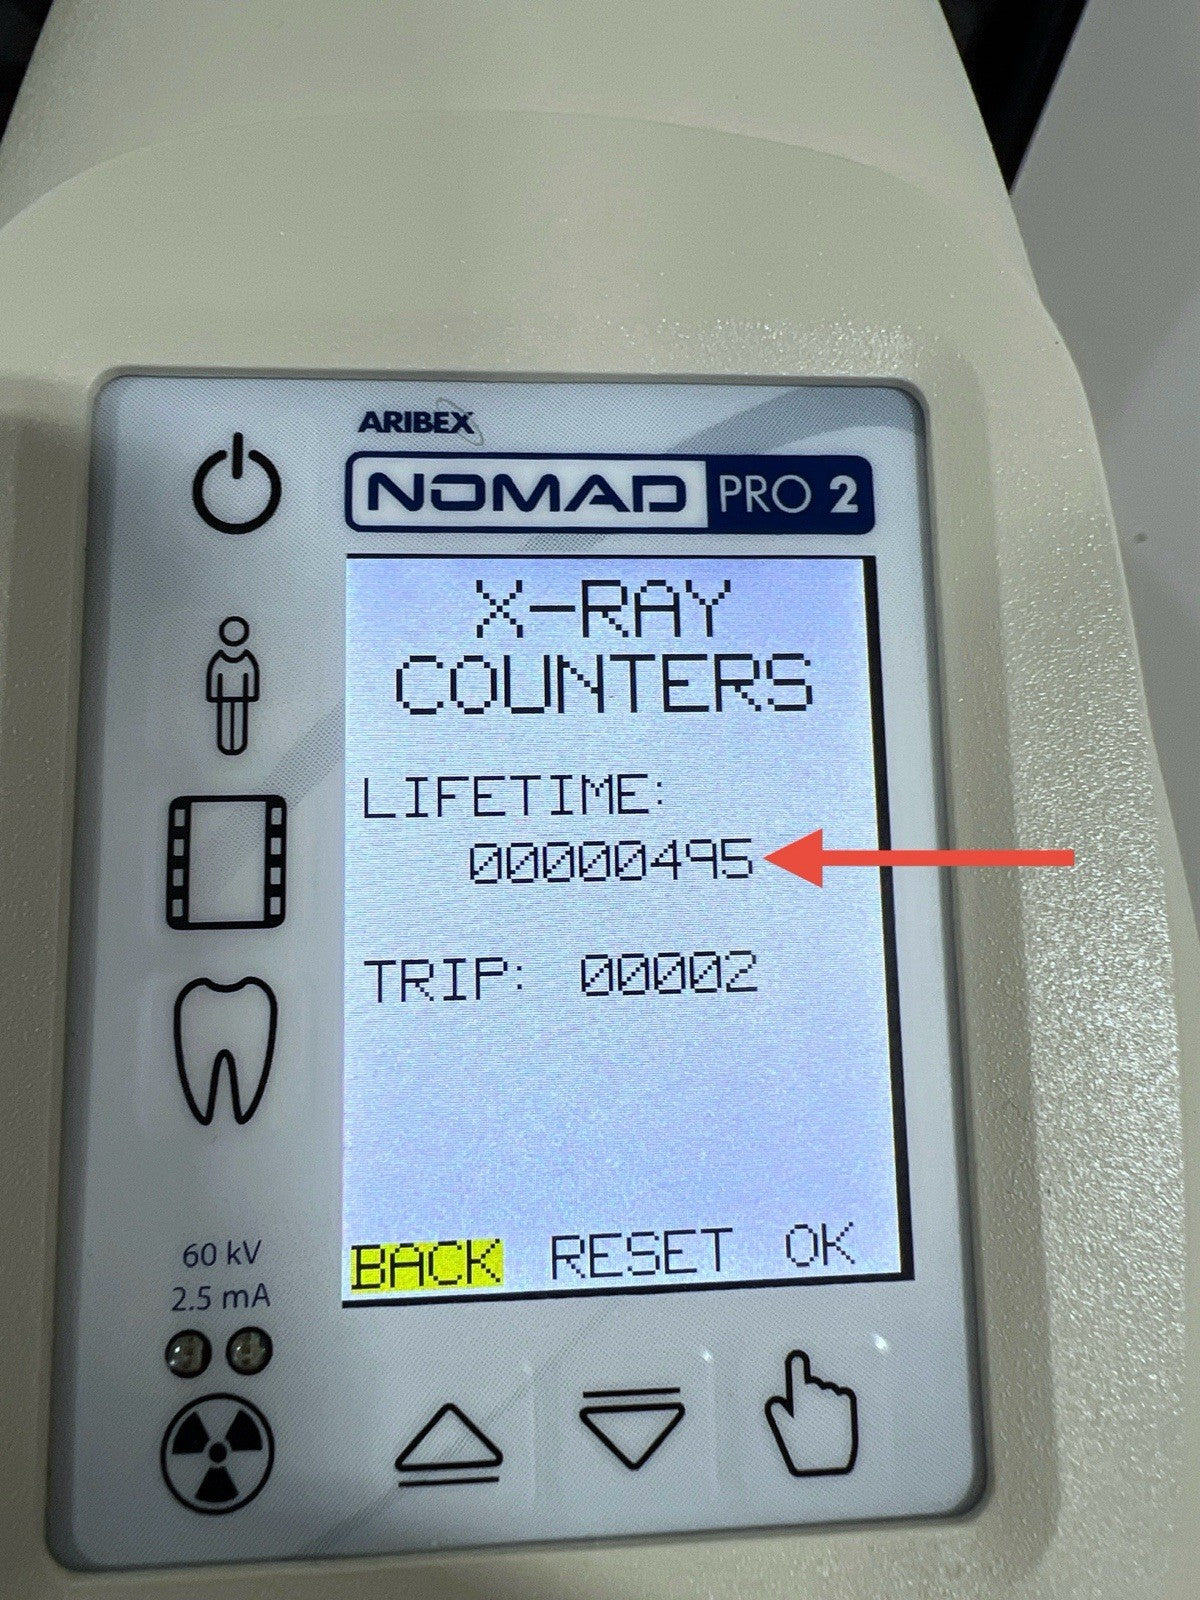 ARIBEX
NOMAD PRO 2
X-RAY
COUNTERS
LIFETIME:
00000495
TRIP: 00002
BACK RESET OK
60 kV
2.5 mA